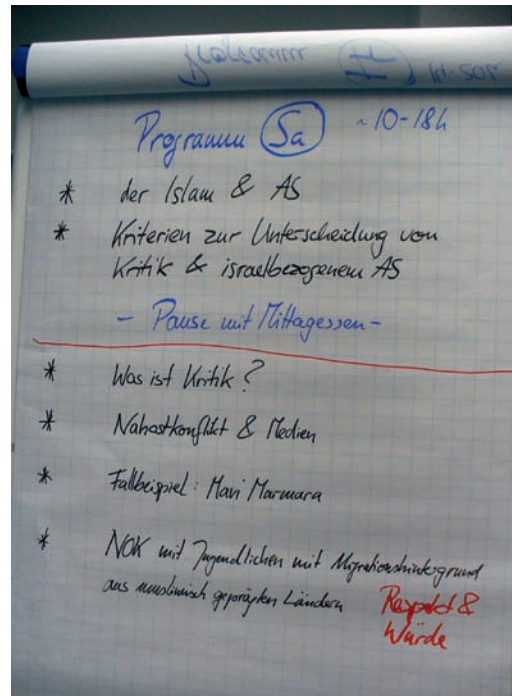 Programm Sa ~10-18h
* der Islam & AS
* Kriterien zur Unterscheidung von
Kritik & israelbezogenem AS
- Pause mit Mittagessen -
* Was ist Kritik?
* Nahostkonflikt & Medien
* Fallbeispiel: Mavi Marmara
* NOK mit Jugendlichen mit Migrationshintergrund
aus muslimisch geprägten Ländern
Respekt &
Würde